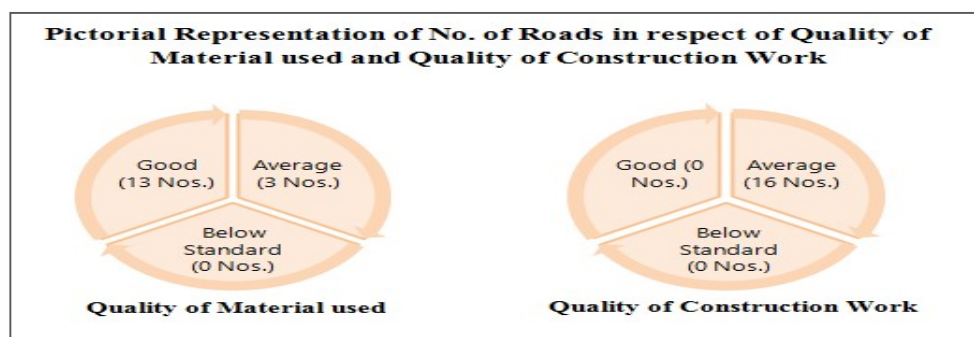 Pictorial Representation of No. of Roads in respect of Quality of
Material used and Quality of Construction Work
Good
(13 Nos.)
Average
(3 Nos.)
Below
Standard
(0 Nos.)
Quality of Material used
Good (0
Nos.)
Average
(16 Nos.)
Below
Standard
(0 Nos.)
Quality of Construction Work